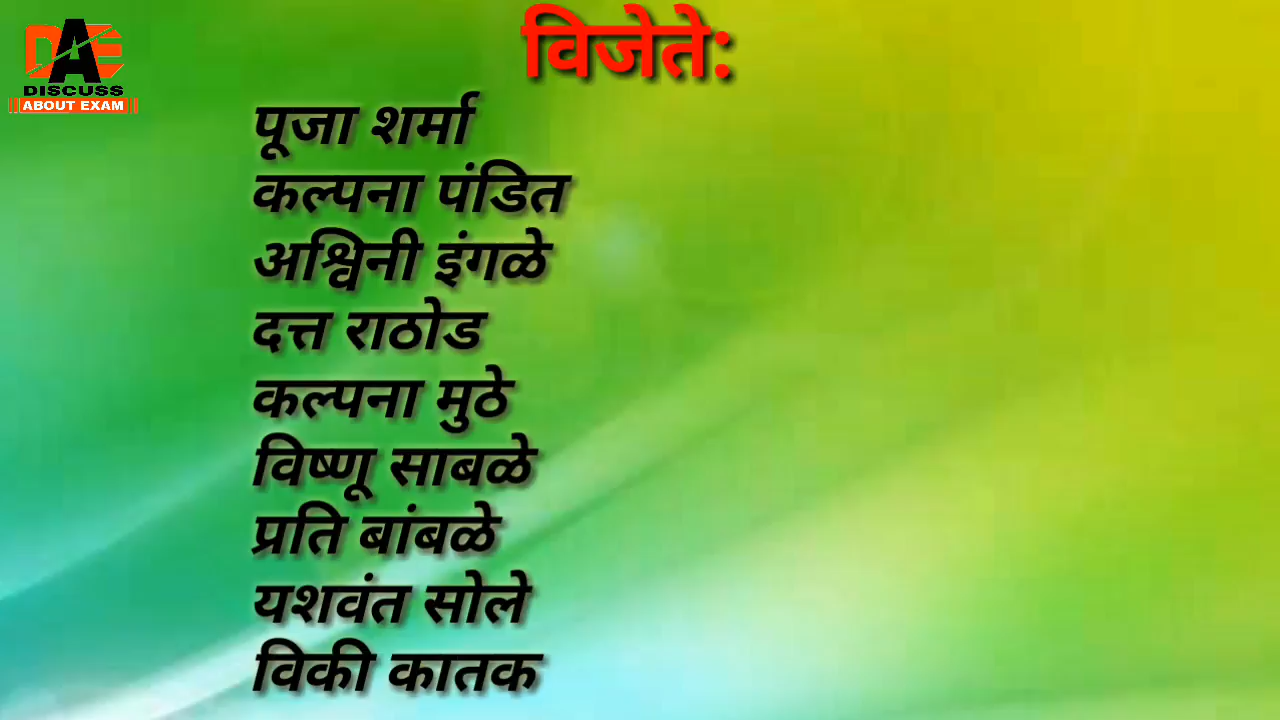 विजेते:
DAE
DISCUSS
ABOUT EXAM
पूजा शर्मा
कल्पना पंडित
अश्विनी इंगळे
दत्त राठोड
कल्पना मुठे
विष्णू साबळे
प्रति बांबळे
यशवंत सोले
विकी कातक